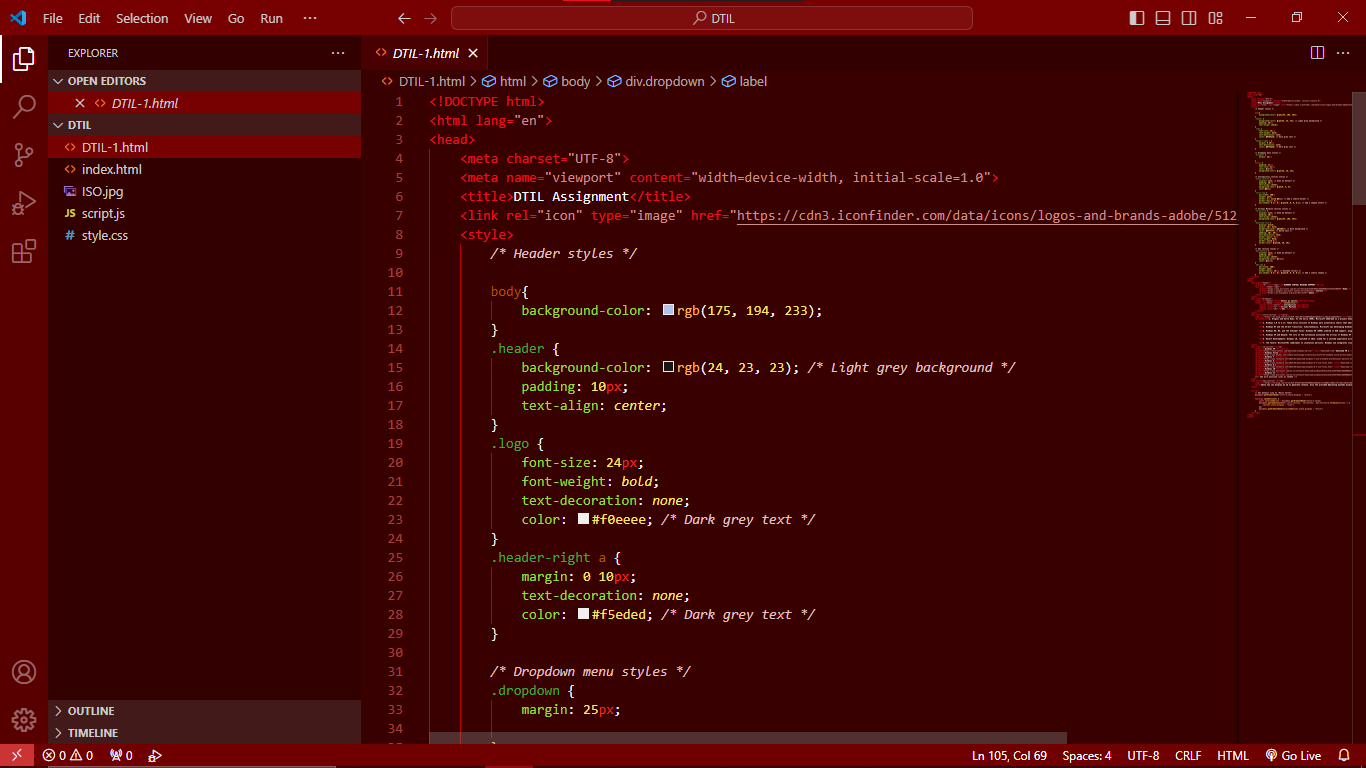 File Edit Selection View Go Run ··· DTIL
EXPLORER ···
OPEN EDITORS
DTIL-1.html
DTIL
DTIL-1.html
index.html
ISO.jpg
JS script.js
# style.css
OUTLINE
TIMELINE
DTIL-1.html
DTIL-1.html > html > body > div.dropdown > label
1 <!DOCTYPE html>
2 <html lang="en">
3 <head>
4 <meta charset="UTF-8">
5 <meta name="viewport" content="width=device-width, initial-scale=1.0">
6 <title>DTIL Assignment</title>
7 <link rel="icon" type="image" href="https://cdn3.iconfinder.com/data/icons/logos-and-brands-adobe/512
8 <style>
9 /* Header styles */
10
11 body{
12 background-color: rgb(175, 194, 233);
13 }
14 .header {
15 background-color: rgb(24, 23, 23); /* Light grey background */
16 padding: 10px;
17 text-align: center;
18 }
19 .logo {
20 font-size: 24px;
21 font-weight: bold;
22 text-decoration: none;
23 color: #f0eeee; /* Dark grey text */
24 }
25 .header-right a {
26 margin: 0 10px;
27 text-decoration: none;
28 color: #f5eded; /* Dark grey text */
29 }
30
31 /* Dropdown menu styles */
32 .dropdown {
33 margin: 25px;
34
0 0 0 Ln 105, Col 69 Spaces: 4 UTF-8 CRLF HTML Go Live